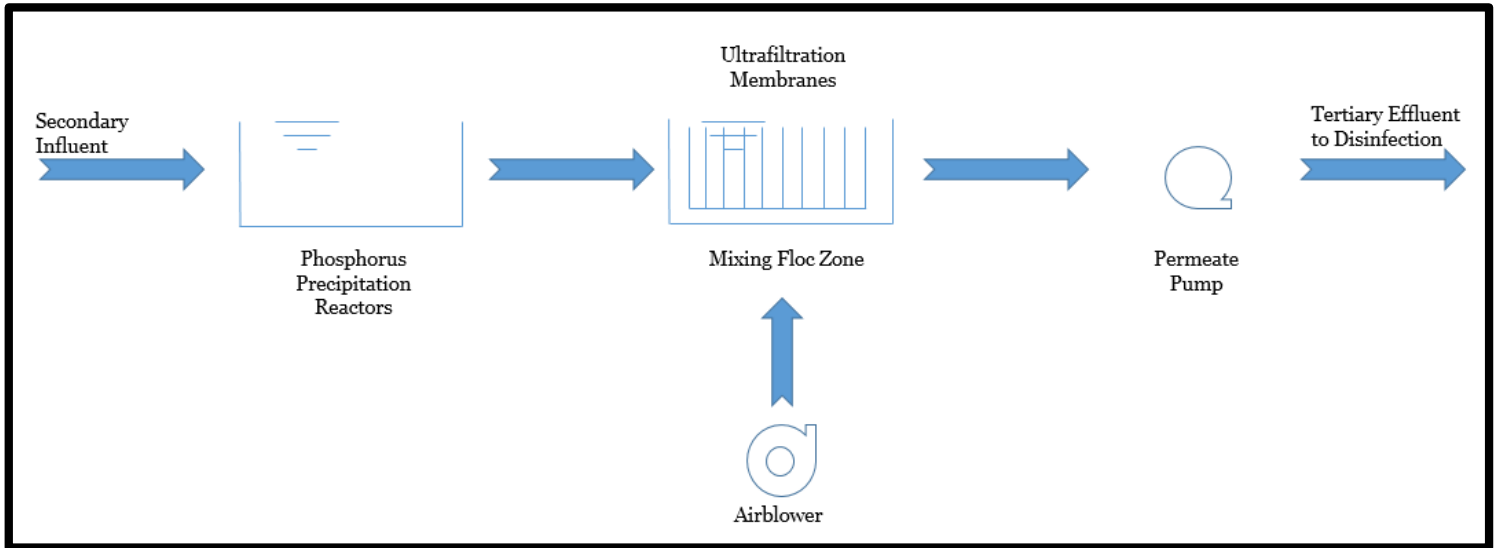 Secondary
Influent
Phosphorus
Precipitation
Reactors
Ultrafiltration
Membranes
Mixing Floc Zone
Airblower
Permeate
Pump
Tertiary Effluent
to Disinfection